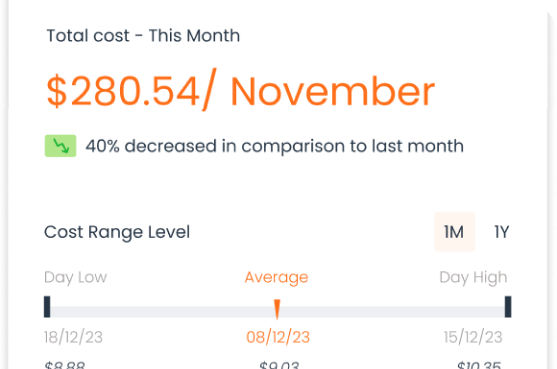 Total cost - This Month
$280.54/ November
40% decreased in comparison to last month
Cost Range Level 1M 1Y
Day Low Average Day High
18/12/23 08/12/23 15/12/23
$8.88 $9.03 $10.35